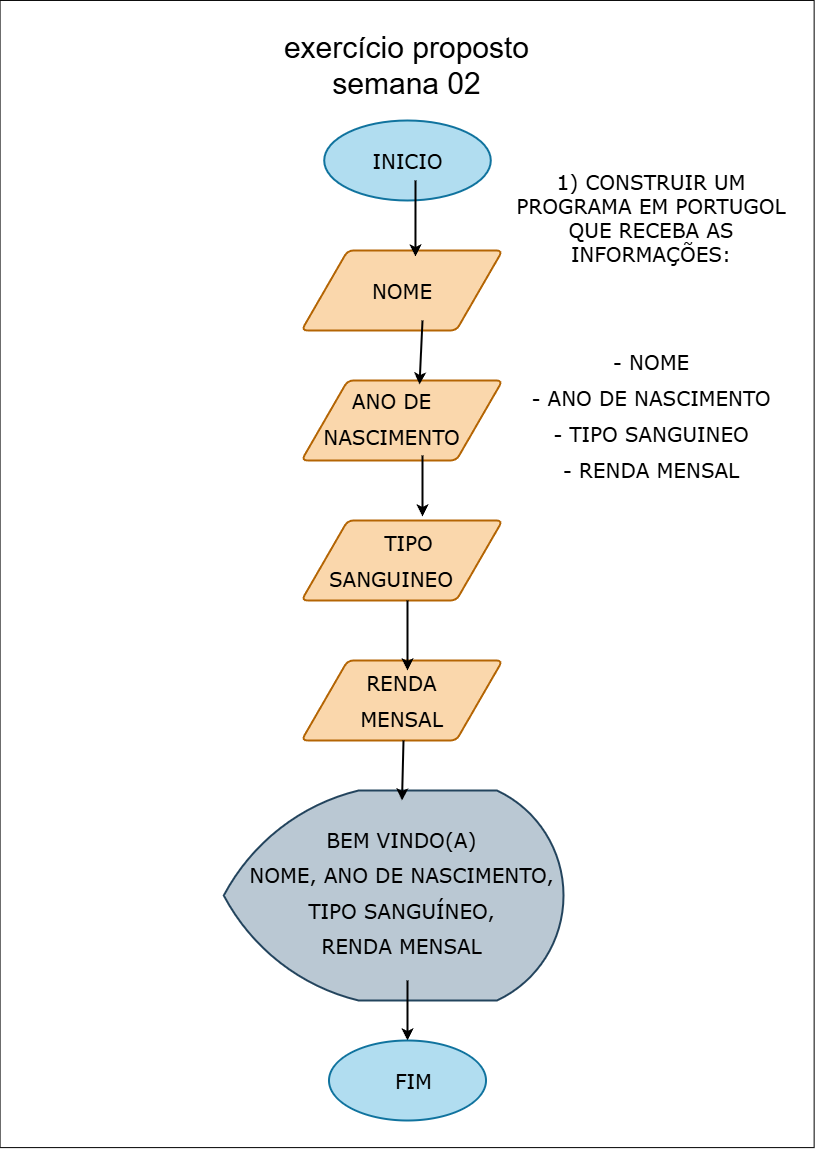 exercício proposto
semana 02
INICIO
1) CONSTRUIR UM
PROGRAMA EM PORTUGOL
QUE RECEBA AS
INFORMAÇÕES:
- NOME
- ANO DE NASCIMENTO
- TIPO SANGUINEO
- RENDA MENSAL
NOME
ANO DE
NASCIMENTO
TIPO
SANGUINEO
RENDA
MENSAL
BEM VINDO(A)
NOME, ANO DE NASCIMENTO,
TIPO SANGUÍNEO,
RENDA MENSAL
FIM